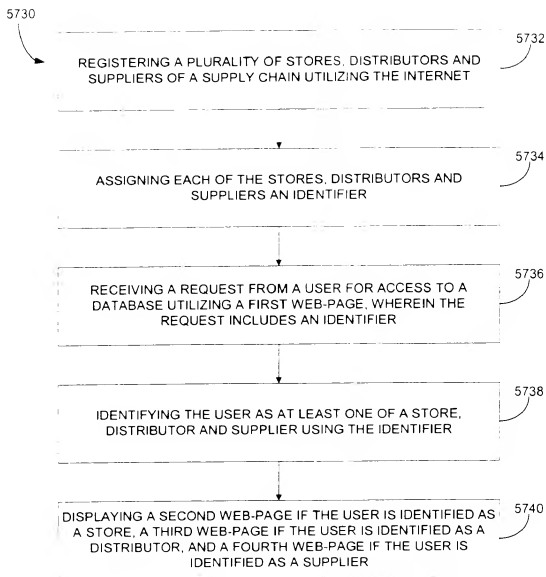 5730
5732
REGISTERING A PLURALITY OF STORES, DISTRIBUTORS AND
SUPPLIERS OF A SUPPLY CHAIN UTILIZING THE INTERNET
5734
ASSIGNING EACH OF THE STORES, DISTRIBUTORS AND
SUPPLIERS AN IDENTIFIER
5736
RECEIVING A REQUEST FROM A USER FOR ACCESS TO A
DATABASE UTILIZING A FIRST WEB-PAGE, WHEREIN THE
REQUEST INCLUDES AN IDENTIFIER
5738
IDENTIFYING THE USER AS AT LEAST ONE OF A STORE,
DISTRIBUTOR AND SUPPLIER USING THE IDENTIFIER
5740
DISPLAYING A SECOND WEB-PAGE IF THE USER IS IDENTIFIED AS
A STORE, A THIRD WEB-PAGE IF THE USER IS IDENTIFIED AS A
DISTRIBUTOR, AND A FOURTH WEB-PAGE IF THE USER IS
IDENTIFIED AS A SUPPLIER